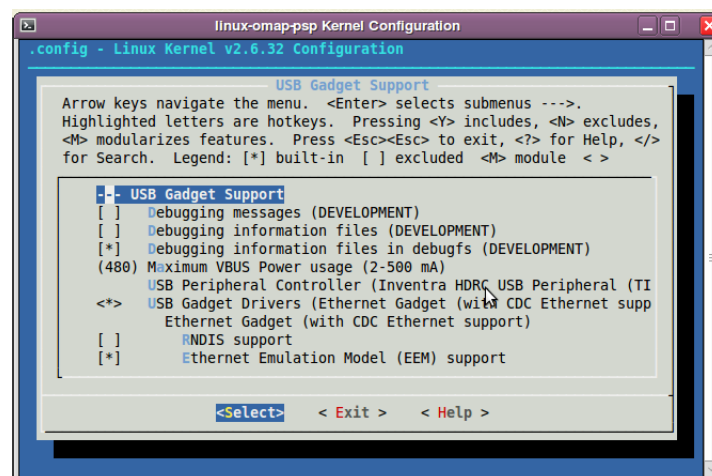 linux-omap-psp Kernel Configuration
.config - Linux Kernel v2.6.32 Configuration
USB Gadget Support
Arrow keys navigate the menu.  <Enter> selects submenus --->.
Highlighted letters are hotkeys.  Pressing <Y> includes, <N> excludes,
<M> modularizes features.  Press <Esc><Esc> to exit, <?> for Help, </>
for Search.  Legend: [*] built-in  [ ] excluded  <M> module  < >
--- USB Gadget Support
[ ]   Debugging messages (DEVELOPMENT)
[ ]   Debugging information files (DEVELOPMENT)
[*]   Debugging information files in debugfs (DEVELOPMENT)
(480) Maximum VBUS Power usage (2-500 mA)
USB Peripheral Controller (Inventra HDRC USB Peripheral (TI
<*>   USB Gadget Drivers (Ethernet Gadget (with CDC Ethernet supp
Ethernet Gadget (with CDC Ethernet support)
[ ]       RNDIS support
[*]       Ethernet Emulation Model (EEM) support
<Select>    < Exit >    < Help >